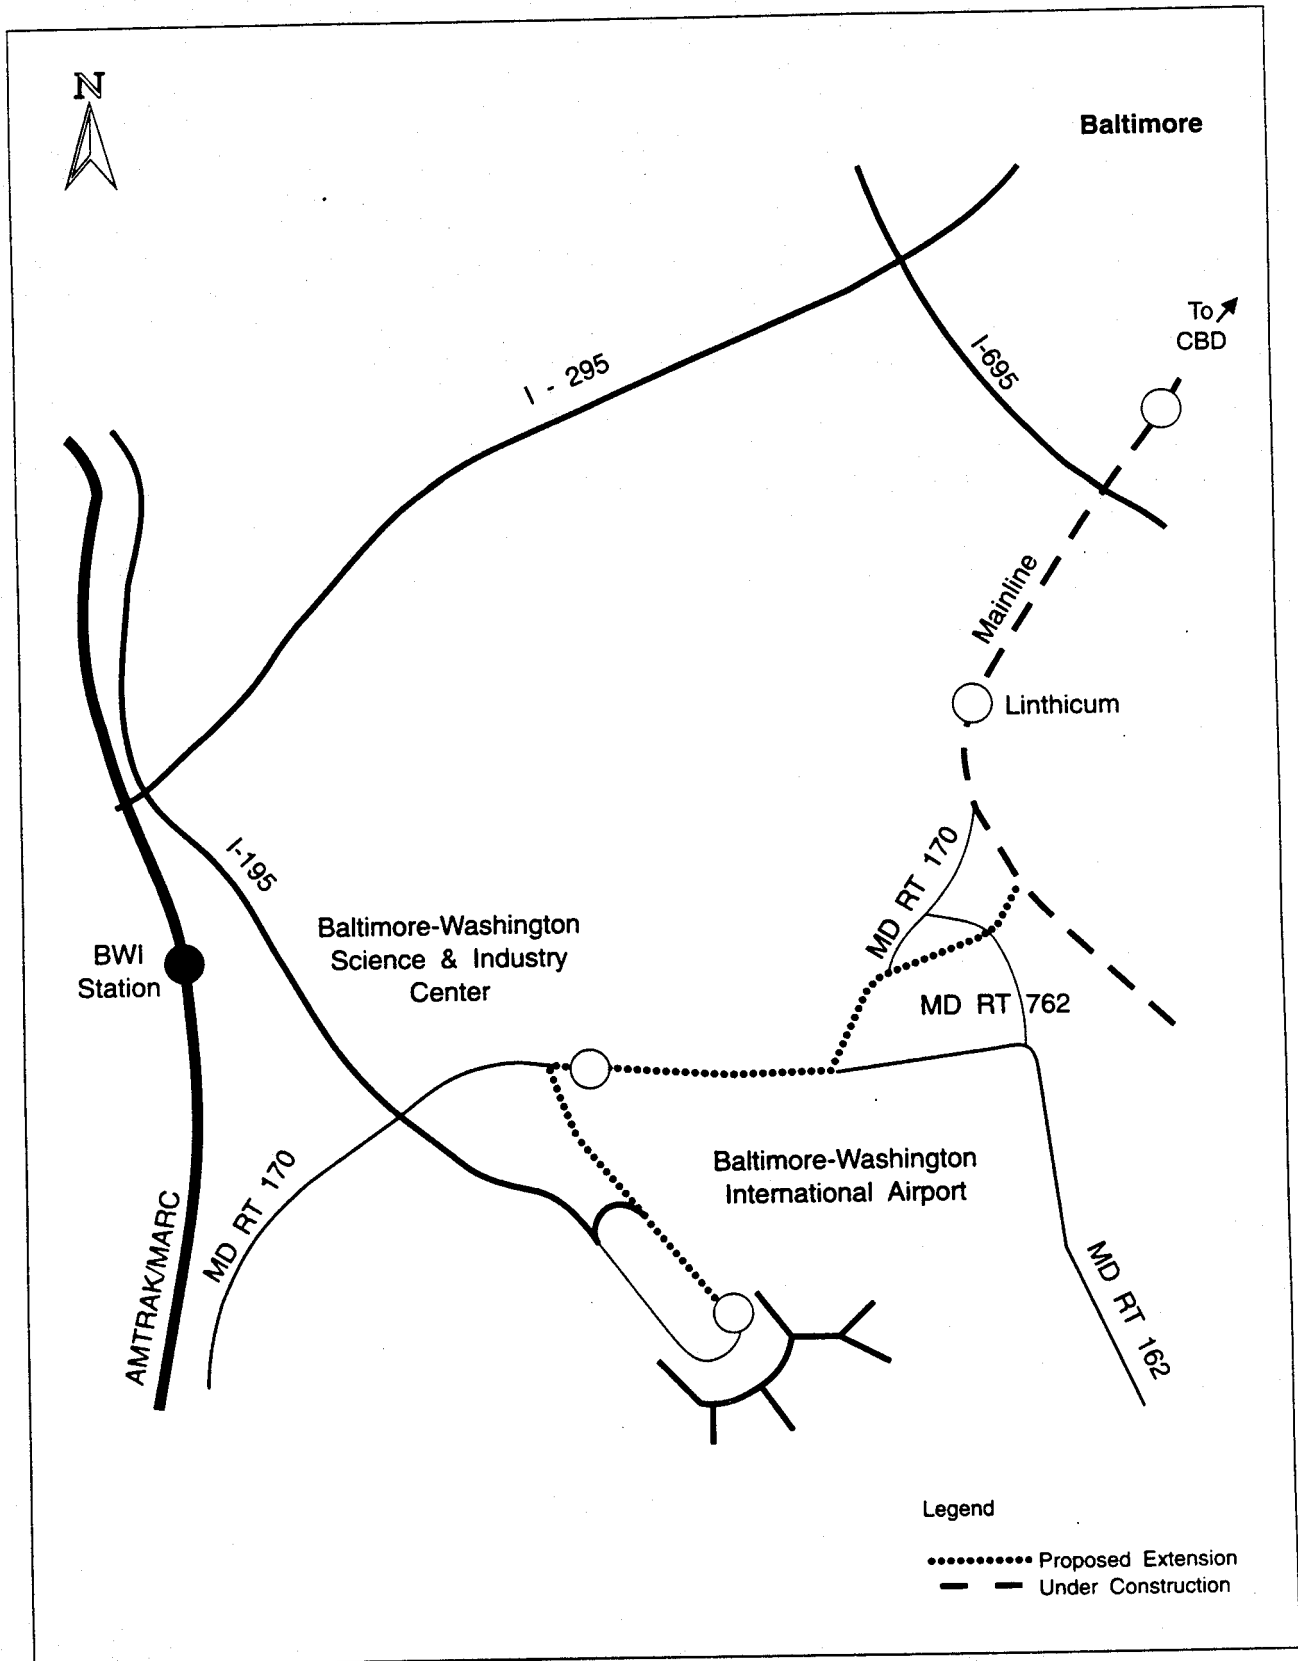 N
Baltimore
To
CBD
I - 295
I-695
Mainline
Linthicum
MD RT 170
I-195
Baltimore-Washington
Science & Industry
Center
BWI
Station
MD RT 762
Baltimore-Washington
International Airport
MD RT 170
AMTRAK/MARC
MD RT 162
Legend
Proposed Extension
Under Construction